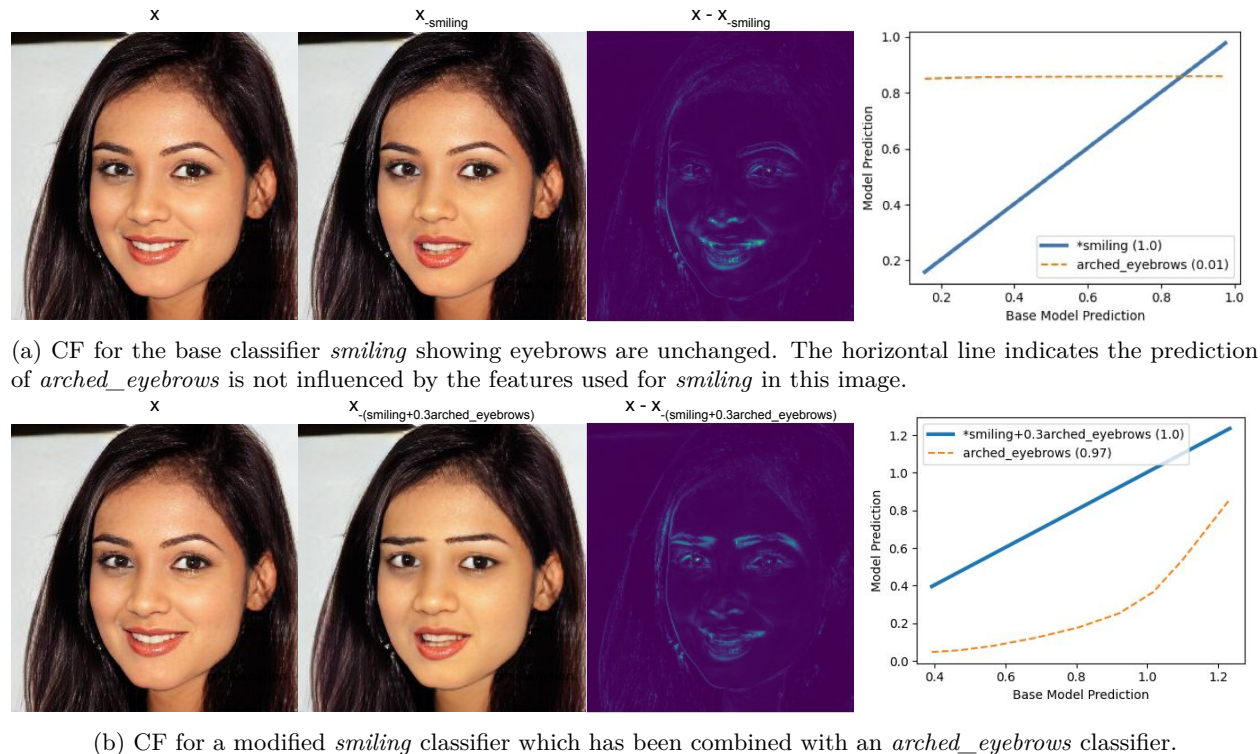 x
x-smiling
x - x-smiling
1.0
0.8
0.6
0.4
0.2
Model Prediction
*smiling (1.0)
arched_eyebrows (0.01)
0.2 0.4 0.6 0.8 1.0
Base Model Prediction
(a) CF for the base classifier smiling showing eyebrows are unchanged. The horizontal line indicates the prediction
of arched_eyebrows is not influenced by the features used for smiling in this image.
x
x-(smiling+0.3arched_eyebrows)
x - x-(smiling+0.3arched_eyebrows)
1.2
1.0
0.8
0.6
0.4
0.2
0.0
Model Prediction
*smiling+0.3arched_eyebrows (1.0)
arched_eyebrows (0.97)
0.4 0.6 0.8 1.0 1.2
Base Model Prediction
(b) CF for a modified smiling classifier which has been combined with an arched_eyebrows classifier.